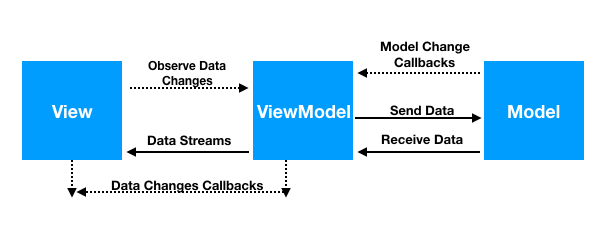 Model Change
Callbacks
Observe Data
Changes
View
ViewModel
Model
Send Data
Data Streams
Receive Data
Data Changes Callbacks